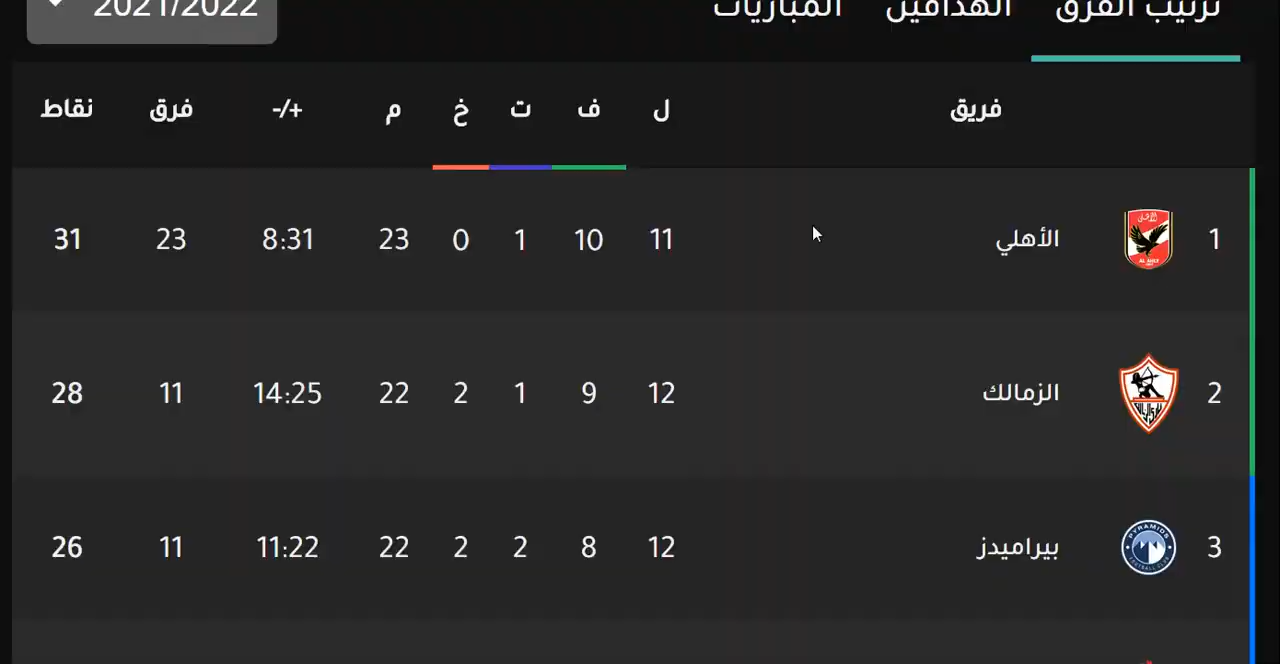 ترتيب الفرق الهدافين المباريات 2021/2022
فريق ل ف ت خ م +/- فرق نقاط
1 الأهلي 11 10 1 0 23 8:31 23 31
2 الزمالك 12 9 1 2 22 14:25 11 28
3 بيراميدز 12 8 2 2 22 11:22 11 26